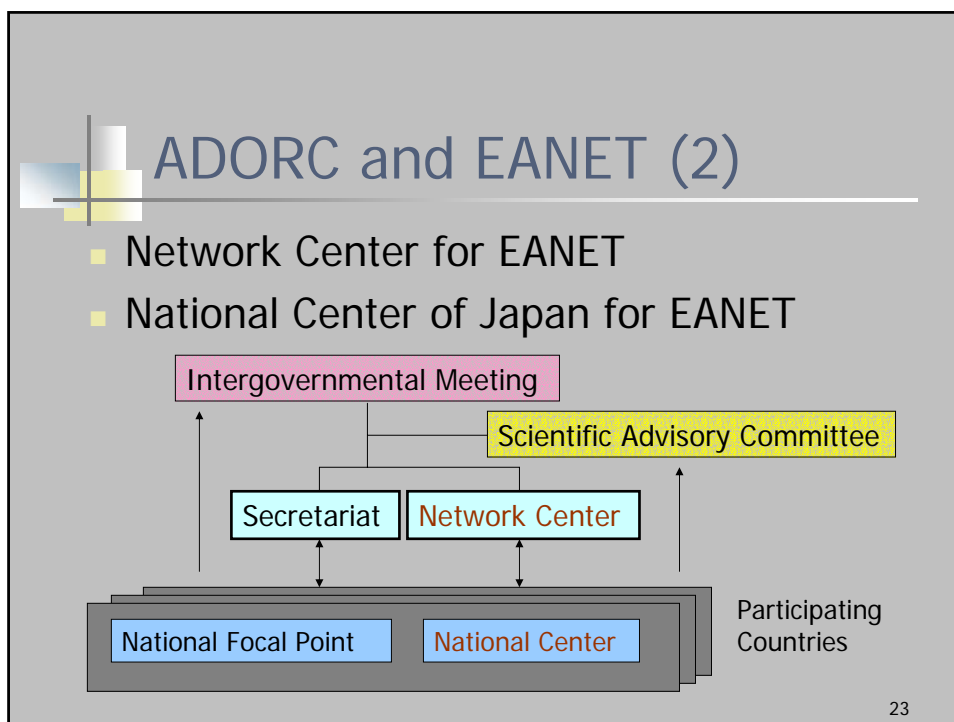 ADORC and EANET (2)
Network Center for EANET
National Center of Japan for EANET
Intergovernmental Meeting
Scientific Advisory Committee
Secretariat
Network Center
National Focal Point
National Center
Participating
Countries
23